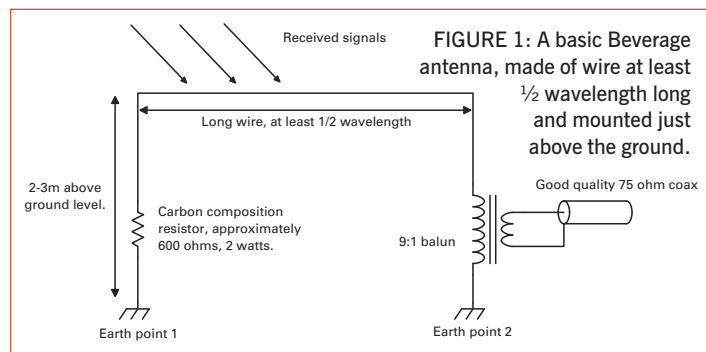 Received signals
FIGURE 1: A basic Beverage
antenna, made of wire at least
½ wavelength long
and mounted just
above the ground.
Long wire, at least 1/2 wavelength
2-3m above
ground level.
Good quality 75 ohm coax
Carbon composition
resistor, approximately
600 ohms, 2 watts.
9:1 balun
Earth point 1
Earth point 2